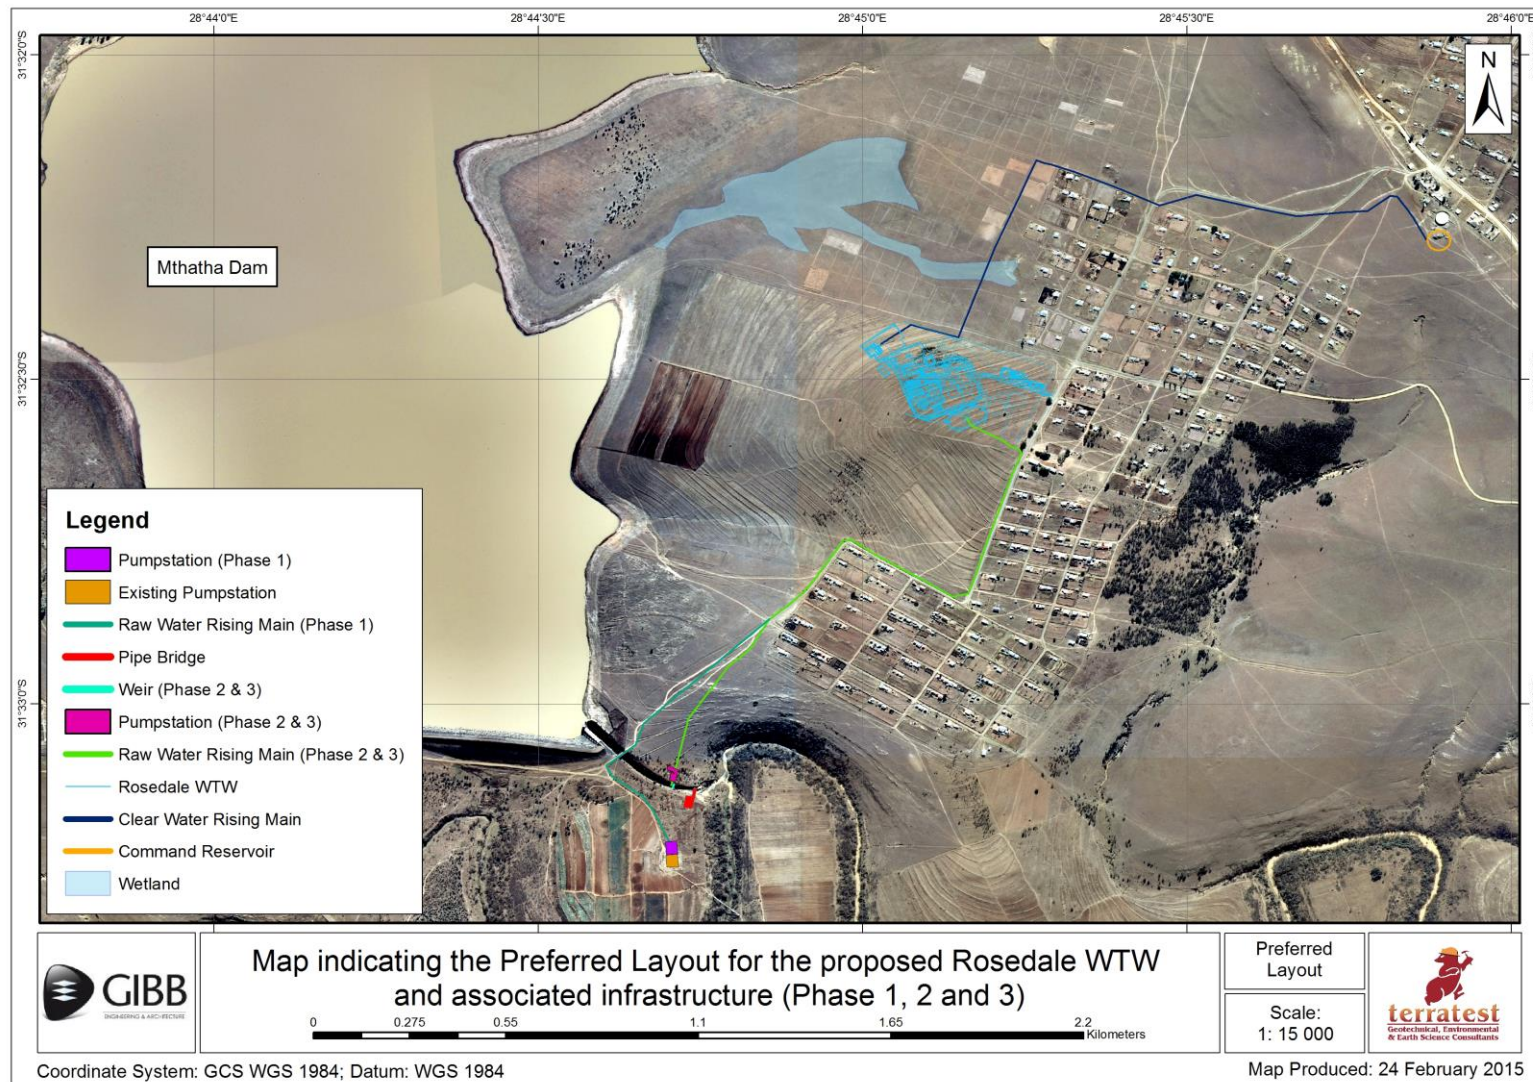 28°44'0"E
28°44'30"E
28°45'0"E
28°45'30"E
28°46'0"E
31°32'0"S
31°32'30"S
31°33'0"S
N
Mthatha Dam
Legend
Pumpstation (Phase 1)
Existing Pumpstation
Raw Water Rising Main (Phase 1)
Pipe Bridge
Weir (Phase 2 & 3)
Pumpstation (Phase 2 & 3)
Raw Water Rising Main (Phase 2 & 3)
Rosedale WTW
Clear Water Rising Main
Command Reservoir
Wetland
GIBB
ENGINEERING & ARCHITECTURE
Map indicating the Preferred Layout for the proposed Rosedale WTW
and associated infrastructure (Phase 1, 2 and 3)
0 0.275 0.55 1.1 1.65 2.2
Kilometers
Preferred
Layout
Scale:
1: 15 000
terratest
Geotechnical, Environmental
& Earth Science Consultants
Coordinate System: GCS WGS 1984; Datum: WGS 1984
Map Produced: 24 February 2015